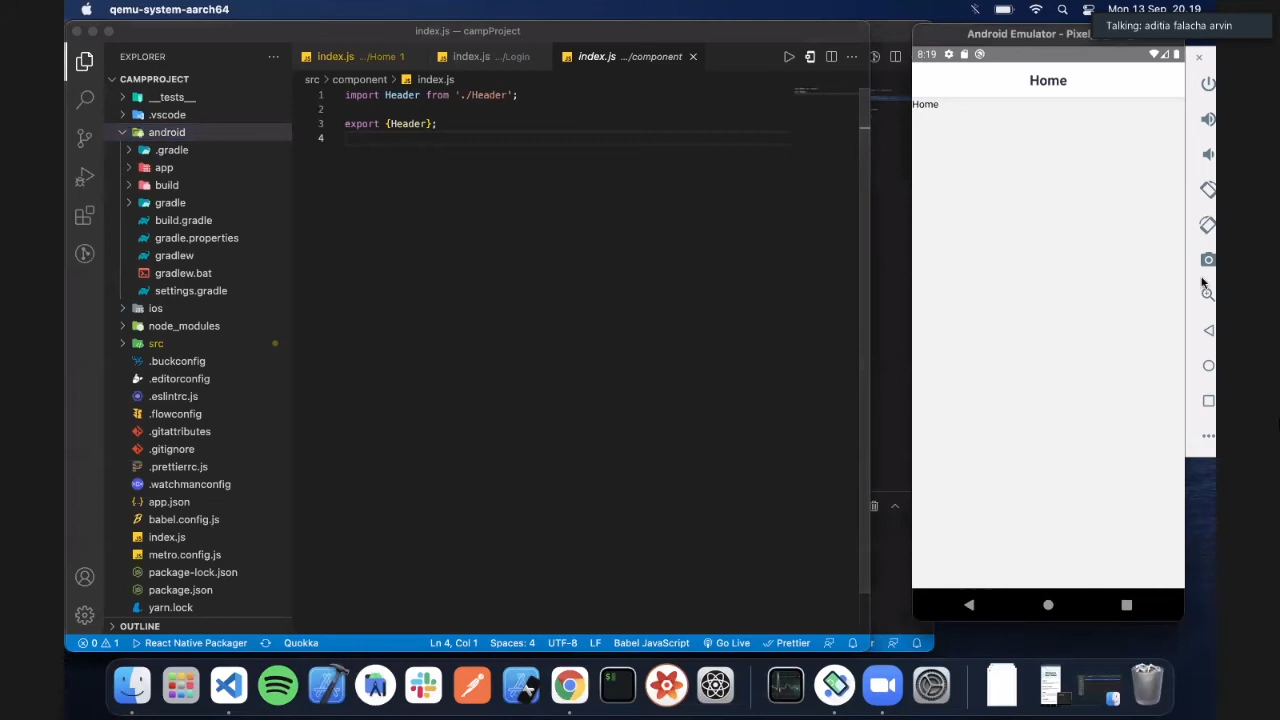 qemu-system-aarch64
Mon 13 Sep 20.19
Talking: aditia falacha arvin
index.js — campProject
Android Emulator - Pixel
EXPLORER
index.js .../Home 1
index.js .../Login
index.js .../component
8:19
CAMPPROJECT
src
component
index.js
Home
__tests__
1
import Header from './Header';
Home
.vscode
2
android
3
export {Header};
4
.gradle
app
build
gradle
build.gradle
gradle.properties
gradlew
gradlew.bat
settings.gradle
ios
node_modules
src
.buckconfig
.editorconfig
.eslintrc.js
.flowconfig
.gitattributes
.gitignore
.prettierrc.js
.watchmanconfig
app.json
babel.config.js
index.js
metro.config.js
package-lock.json
package.json
yarn.lock
OUTLINE
0
1
React Native Packager
Quokka
Ln 4, Col 1
Spaces: 4
UTF-8
LF
Babel JavaScript
Go Live
Prettier